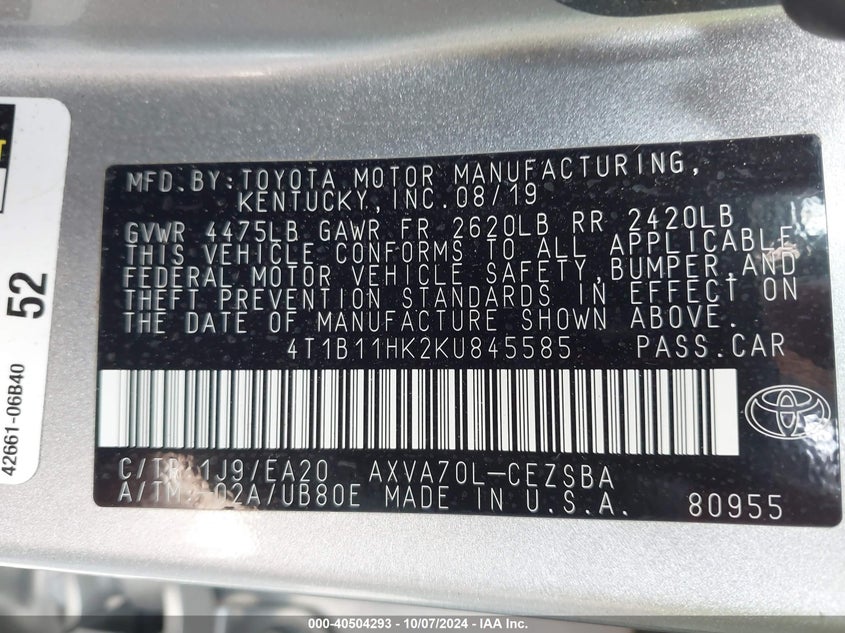 MFD. BY: TOYOTA MOTOR MANUFACTURING,
KENTUCKY, INC. 08/19
GVWR 4475LB GAWR FR 2620LB RR 2420LB
THIS VEHICLE CONFORMS TO ALL APPLICABLE
FEDERAL MOTOR VEHICLE SAFETY, BUMPER, AND
THEFT PREVENTION STANDARDS IN EFFECT ON
THE DATE OF MANUFACTURE SHOWN ABOVE.
4T1B11HK2KU845585 PASS. CAR
C/TR: 1J9/EA20 AXVA70L-CEZSBA
A/TM: -02A/UB80E MADE IN U.S.A. 80955
52
42661-06B40
000-40504293 - 10/07/2024 - IAA Inc.